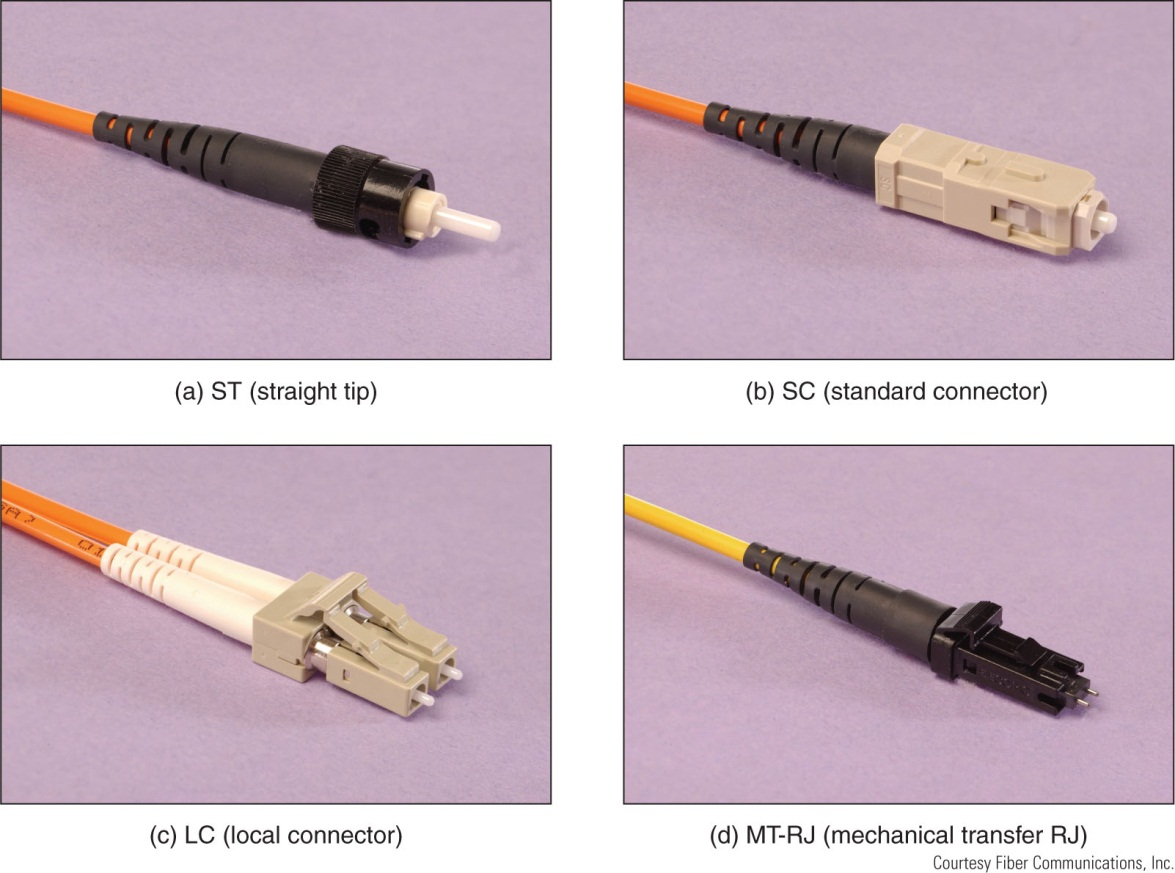 (a) ST (straight tip)
(b) SC (standard connector)
(c) LC (local connector)
(d) MT-RJ (mechanical transfer RJ)
Courtesy Fiber Communications, Inc.